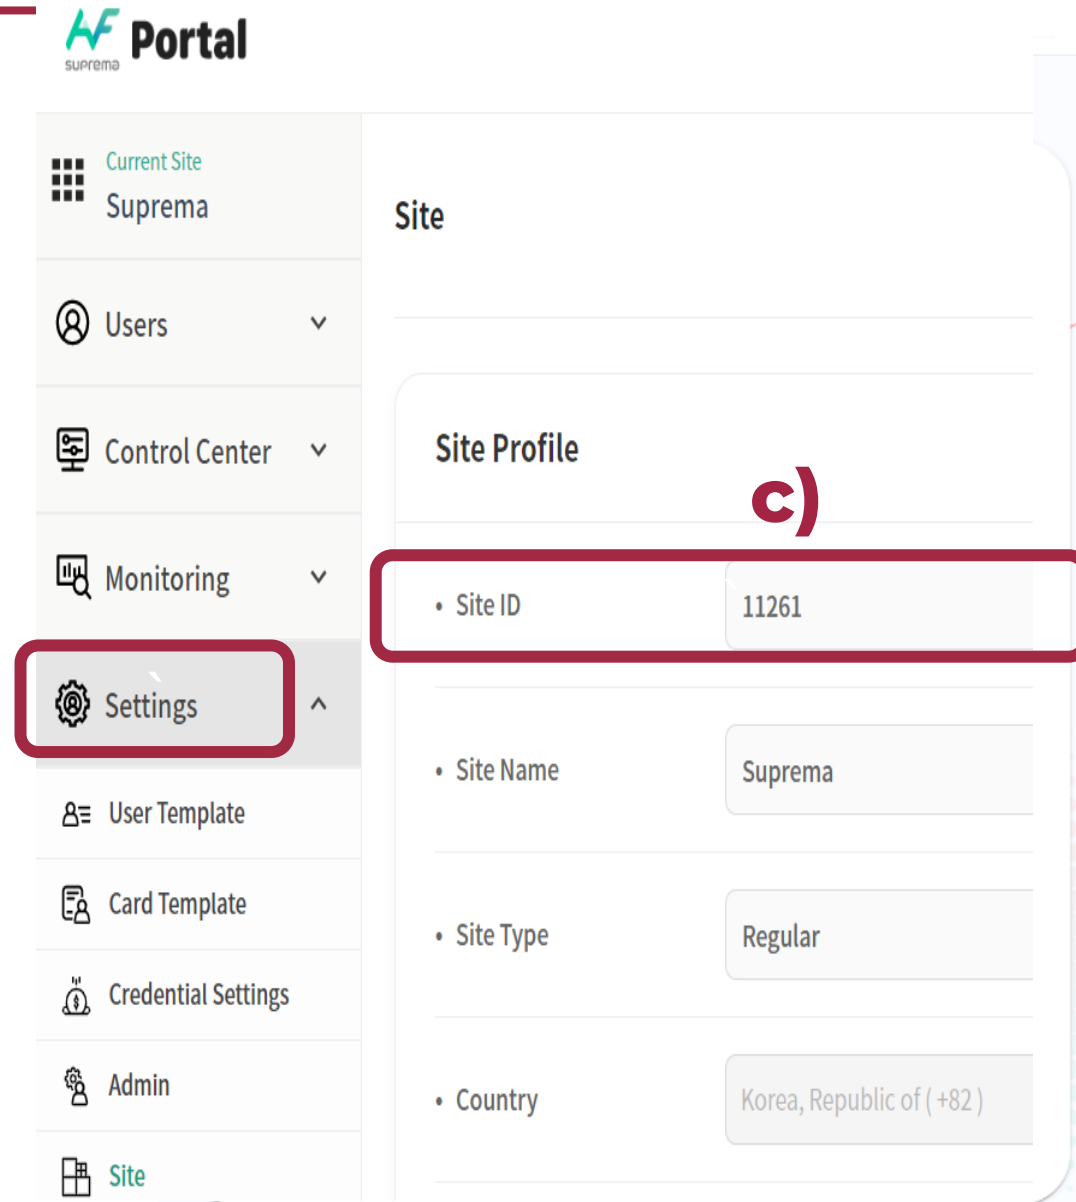 suprema
Portal
Current Site
Suprema
Users
Control Center
Monitoring
Settings
User Template
Card Template
Credential Settings
Admin
Site
Site
Site Profile
c)
• Site ID 11261
• Site Name Suprema
• Site Type Regular
• Country Korea, Republic of ( +82 )